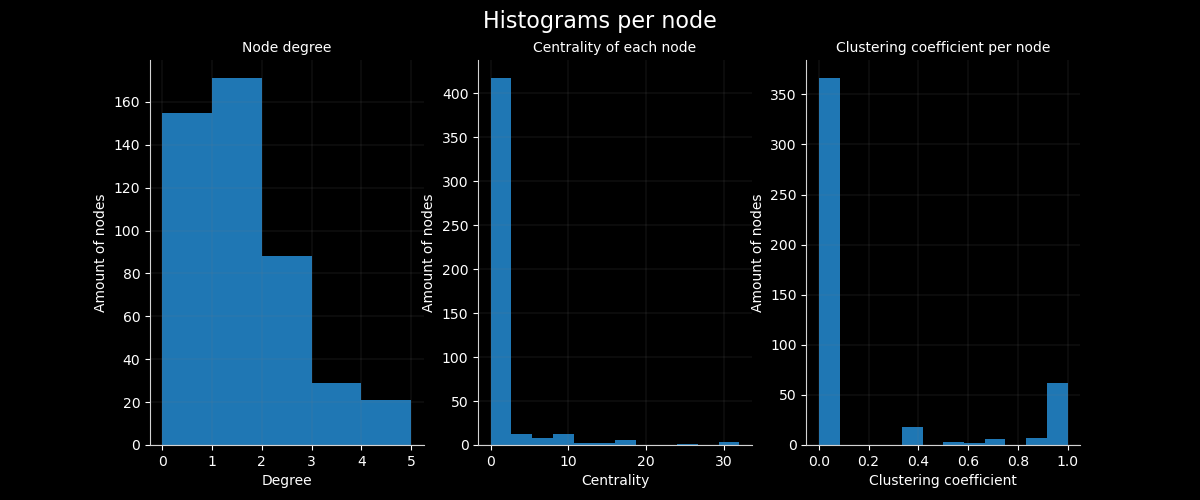 Histograms per node
Node degree
Amount of nodes
160
140
120
100
80
60
40
20
0
0 1 2 3 4 5
Degree
Centrality of each node
Amount of nodes
400
350
300
250
200
150
100
50
0
0 10 20 30
Centrality
Clustering coefficient per node
Amount of nodes
350
300
250
200
150
100
50
0
0.0 0.2 0.4 0.6 0.8 1.0
Clustering coefficient